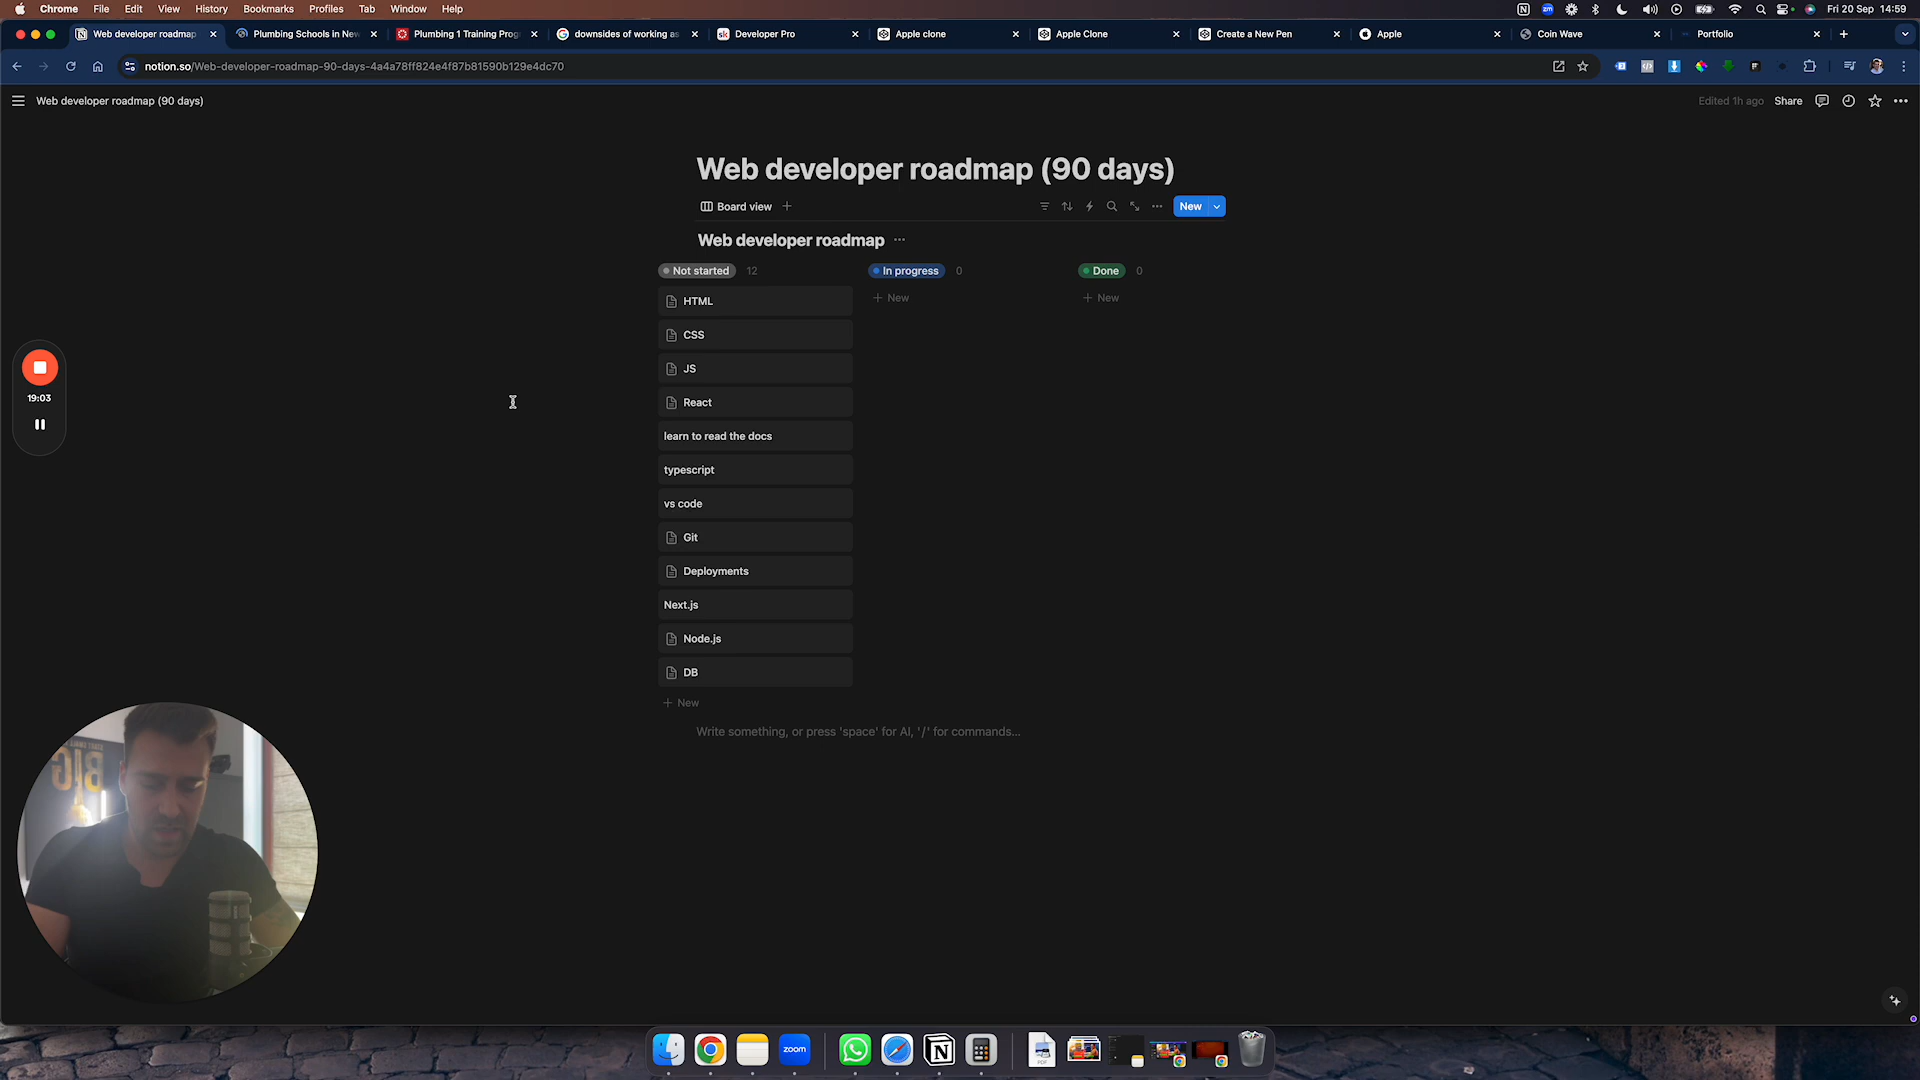 Chrome File Edit View History Bookmarks Profiles Tab Window Help
Fri 20 Sep 14:59
Web developer roadmap
Plumbing Schools in New
Plumbing 1 Training Prog
downsides of working as
Developer Pro
Apple clone
Apple Clone
Create a New Pen
Apple
Coin Wave
Portfolio
notion.so/Web-developer-roadmap-90-days-4a4a78ff824e4f87b81590b129e4dc70
Web developer roadmap (90 days)
Edited 1h ago Share
Web developer roadmap (90 days)
Board view
New
Web developer roadmap
Not started 12
In progress 0
Done 0
HTML
New
New
CSS
JS
React
learn to read the docs
typescript
vs code
Git
Deployments
Next.js
Node.js
DB
New
Write something, or press 'space' for AI, '/' for commands...
19:03
BIG
zoom
PDF